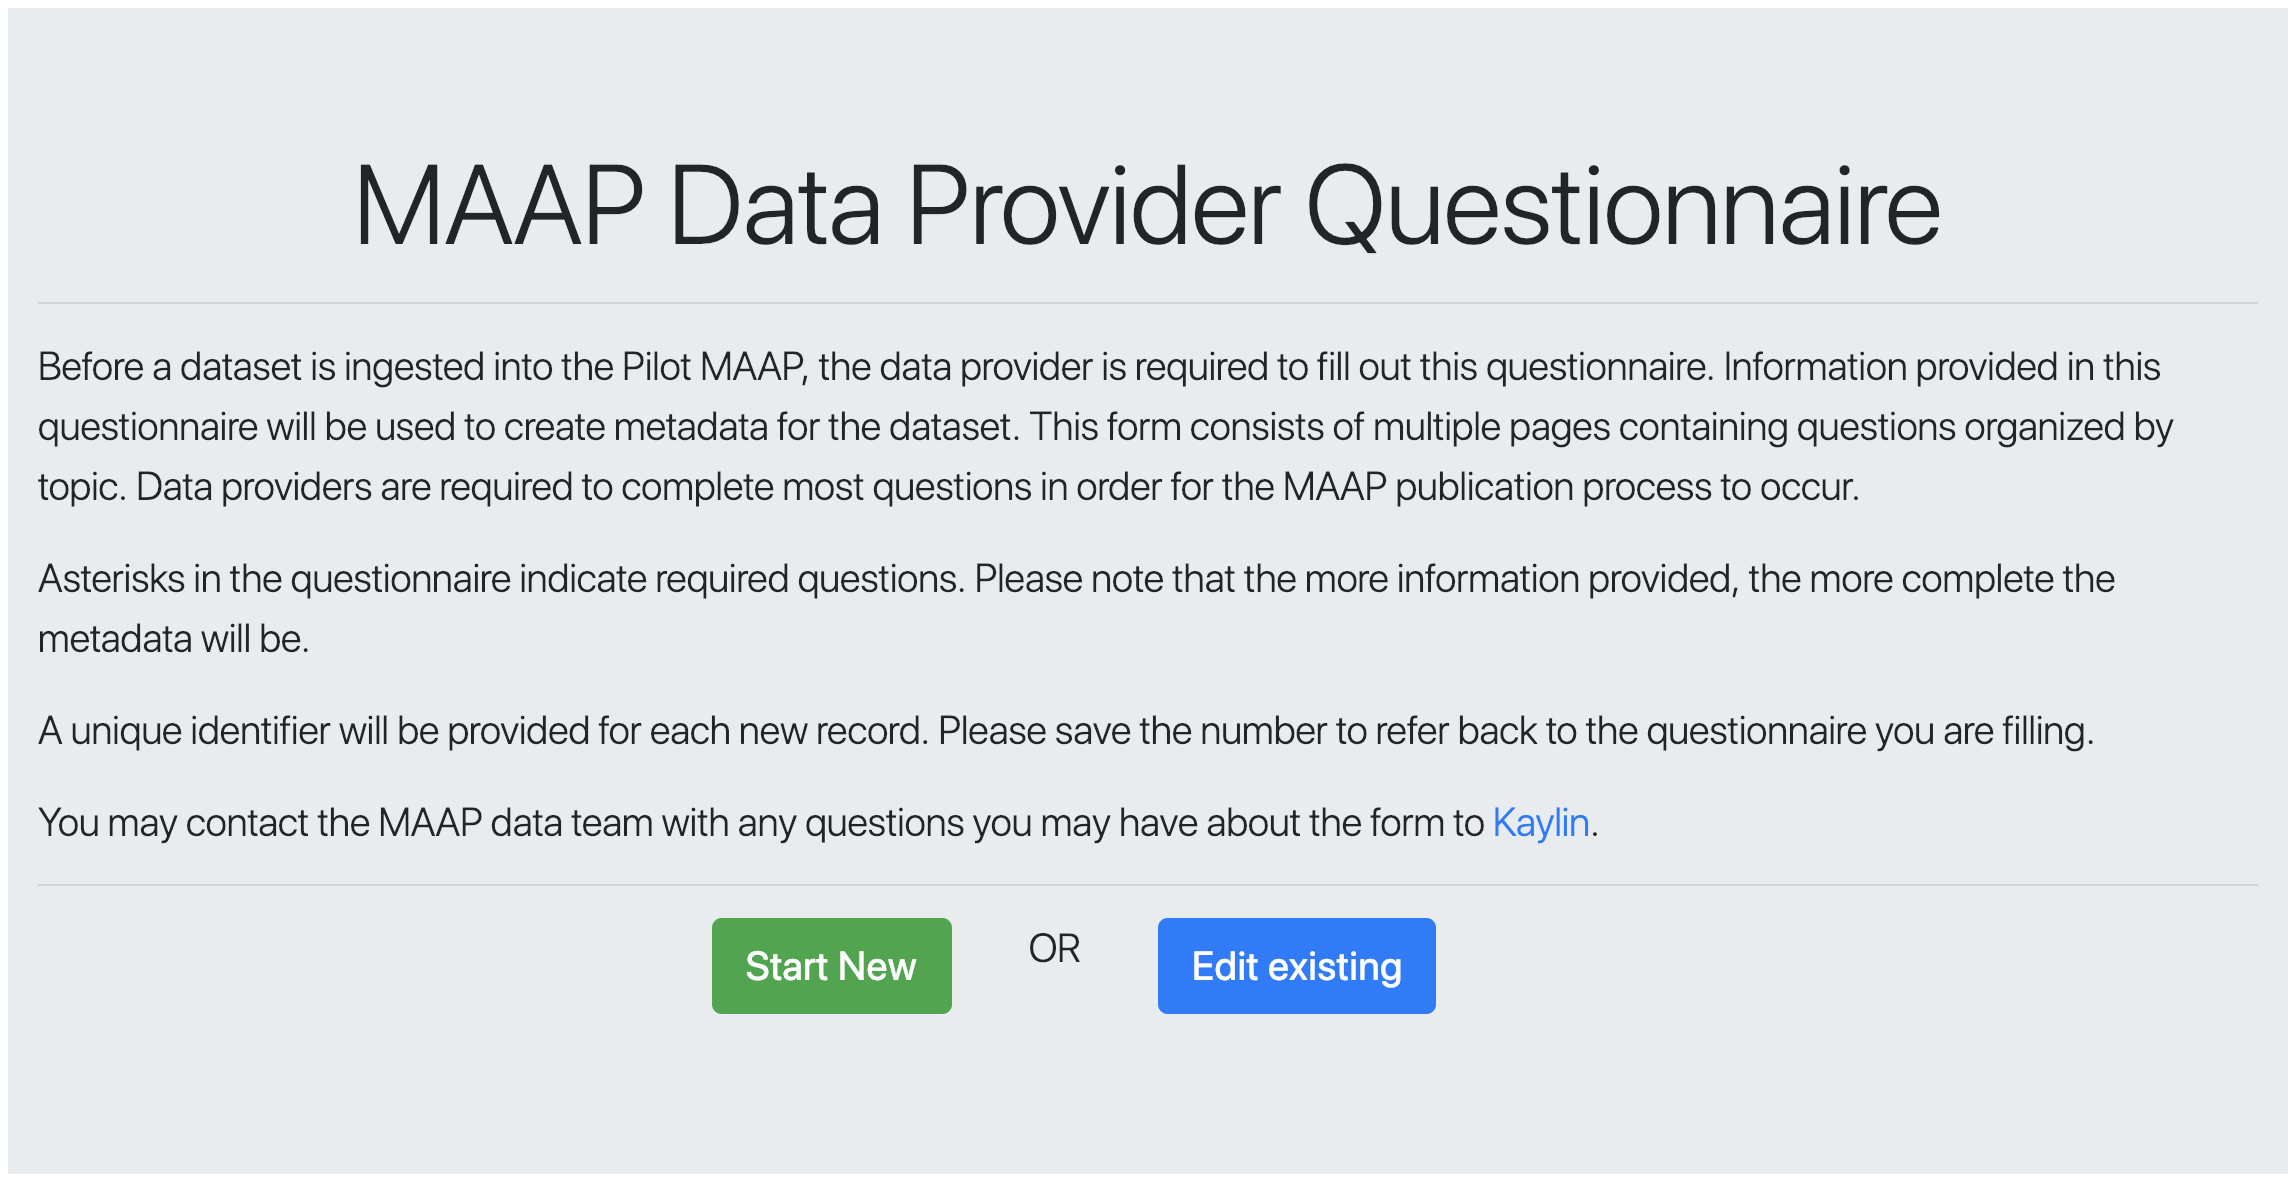 MAAP Data Provider Questionnaire
Before a dataset is ingested into the Pilot MAAP, the data provider is required to fill out this questionnaire. Information provided in this
questionnaire will be used to create metadata for the dataset. This form consists of multiple pages containing questions organized by
topic. Data providers are required to complete most questions in order for the MAAP publication process to occur.
Asterisks in the questionnaire indicate required questions. Please note that the more information provided, the more complete the
metadata will be.
A unique identifier will be provided for each new record. Please save the number to refer back to the questionnaire you are filling.
You may contact the MAAP data team with any questions you may have about the form to Kaylin.
Start New OR Edit existing